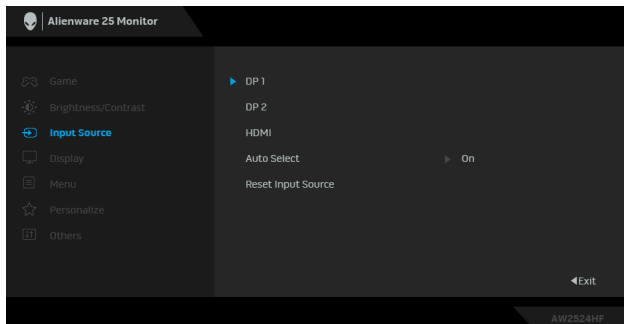 Alienware 25 Monitor
Game
Brightness/Contrast
Input Source
Display
Menu
Personalize
Others
DP 1
DP 2
HDMI
Auto Select On
Reset Input Source
Exit
AW2524HF